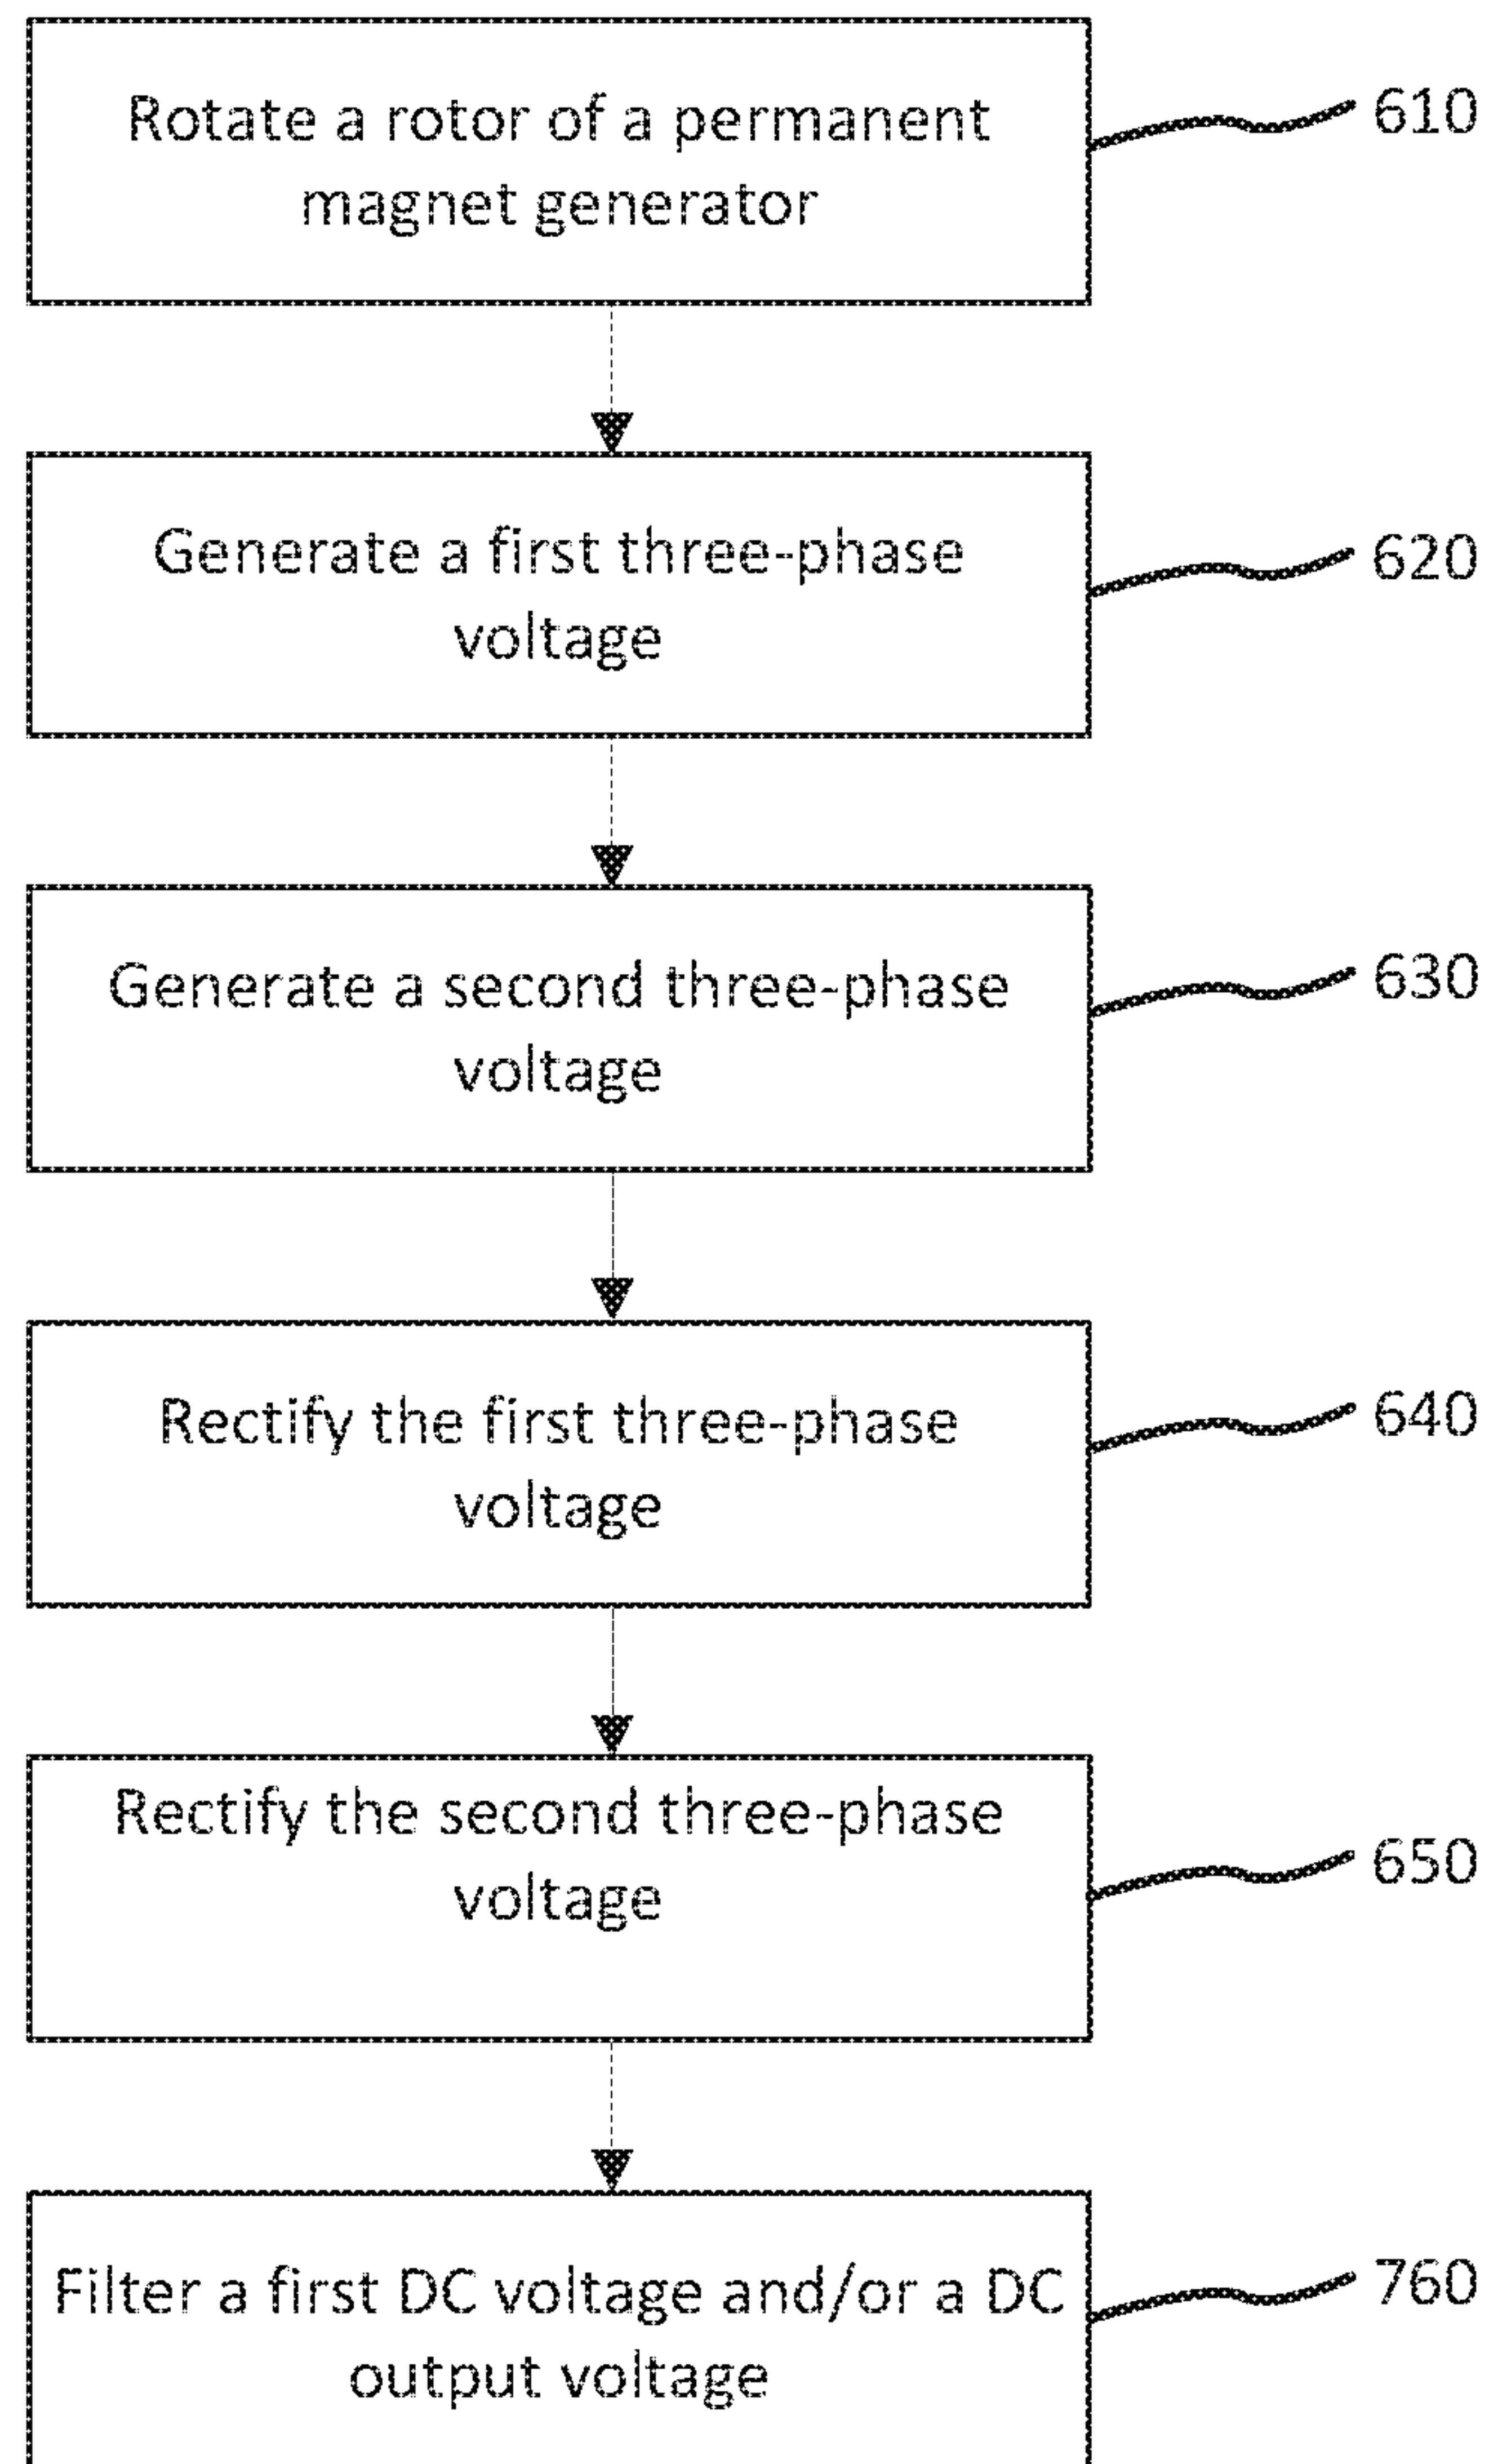 Rotate a rotor of a permanent
magnet generator
610
Generate a first three-phase
voltage
620
Generate a second three-phase
voltage
630
Rectify the first three-phase
voltage
640
Rectify the second three-phase
voltage
650
Filter a first DC voltage and/or a DC
output voltage
760